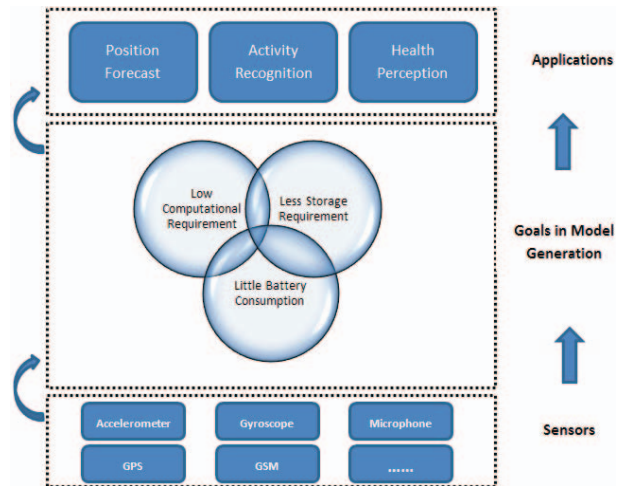 Position
Forecast
Activity
Recognition
Health
Perception
Applications
Low
Computational
Requirement
Less Storage
Requirement
Little Battery
Consumption
Goals in Model
Generation
Accelerometer
Gyroscope
Microphone
Sensors
GPS
GSM
......